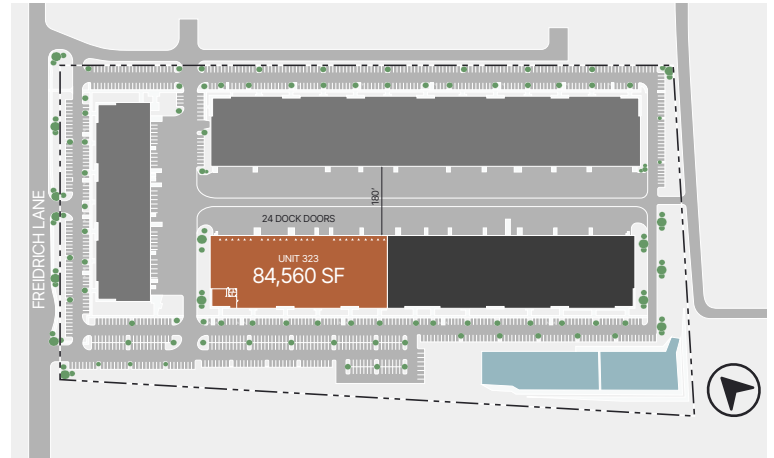 180'
24 DOCK DOORS
UNIT 323
84,560 SF
FREIDRICH LANE